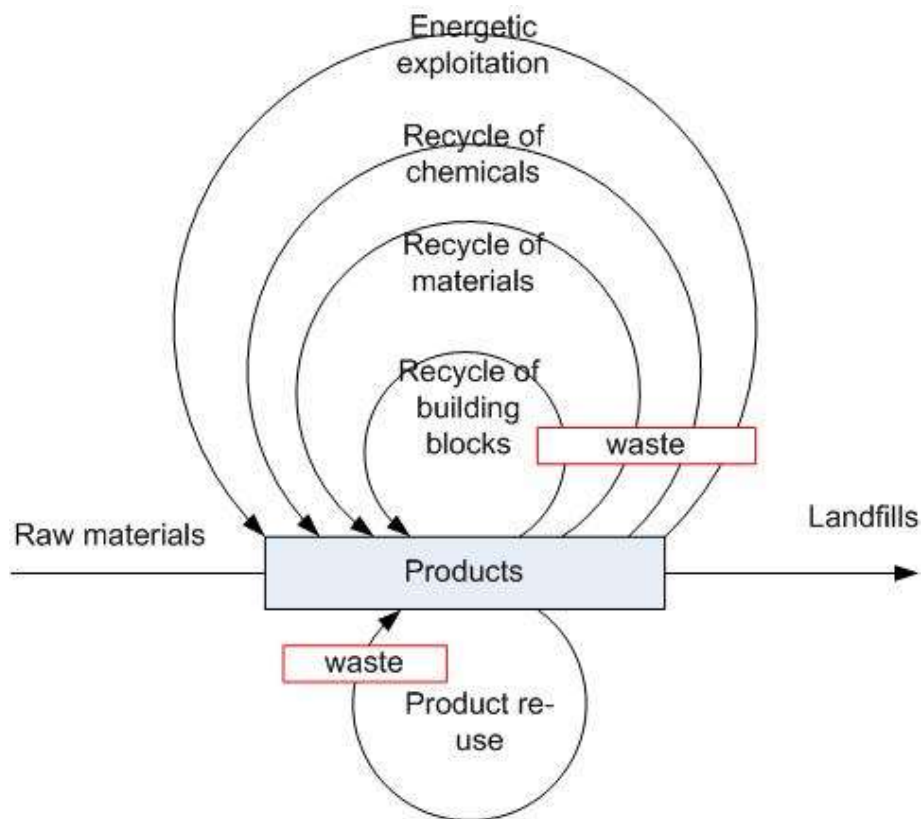 Energetic
exploitation
Recycle of
chemicals
Recycle of
materials
Recycle of
building
blocks
waste
Raw materials
Landfills
Products
waste
Product re-
use